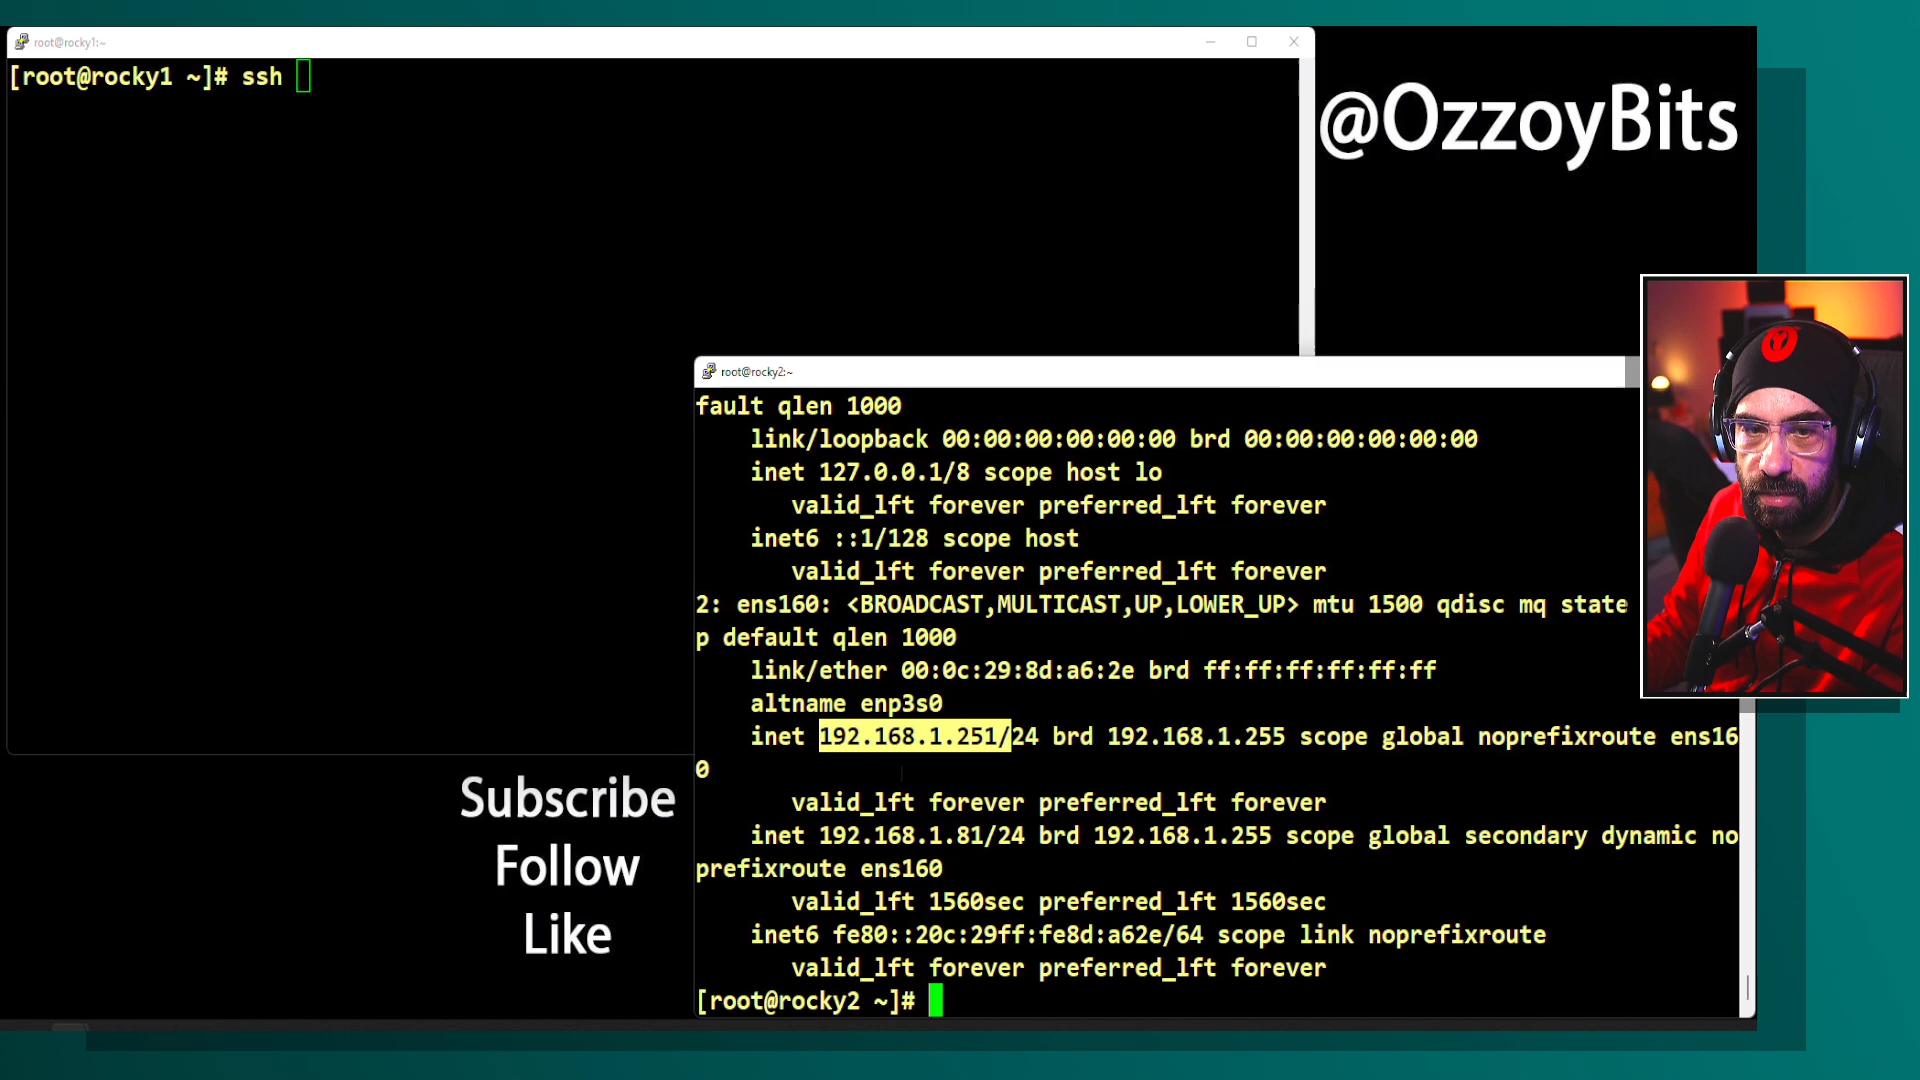 root@rocky1:~
[root@rocky1 ~]# ssh
@OzzoyBits
root@rocky2:~
fault qlen 1000
link/loopback 00:00:00:00:00:00 brd 00:00:00:00:00:00
inet 127.0.0.1/8 scope host lo
valid_lft forever preferred_lft forever
inet6 ::1/128 scope host
valid_lft forever preferred_lft forever
2: ens160: <BROADCAST,MULTICAST,UP,LOWER_UP> mtu 1500 qdisc mq state
p default qlen 1000
link/ether 00:0c:29:8d:a6:2e brd ff:ff:ff:ff:ff:ff
altname enp3s0
inet 192.168.1.251/24 brd 192.168.1.255 scope global noprefixroute ens16
0
valid_lft forever preferred_lft forever
inet 192.168.1.81/24 brd 192.168.1.255 scope global secondary dynamic no
prefixroute ens160
valid_lft 1560sec preferred_lft 1560sec
inet6 fe80::20c:29ff:fe8d:a62e/64 scope link noprefixroute
valid_lft forever preferred_lft forever
[root@rocky2 ~]#
Subscribe
Follow
Like